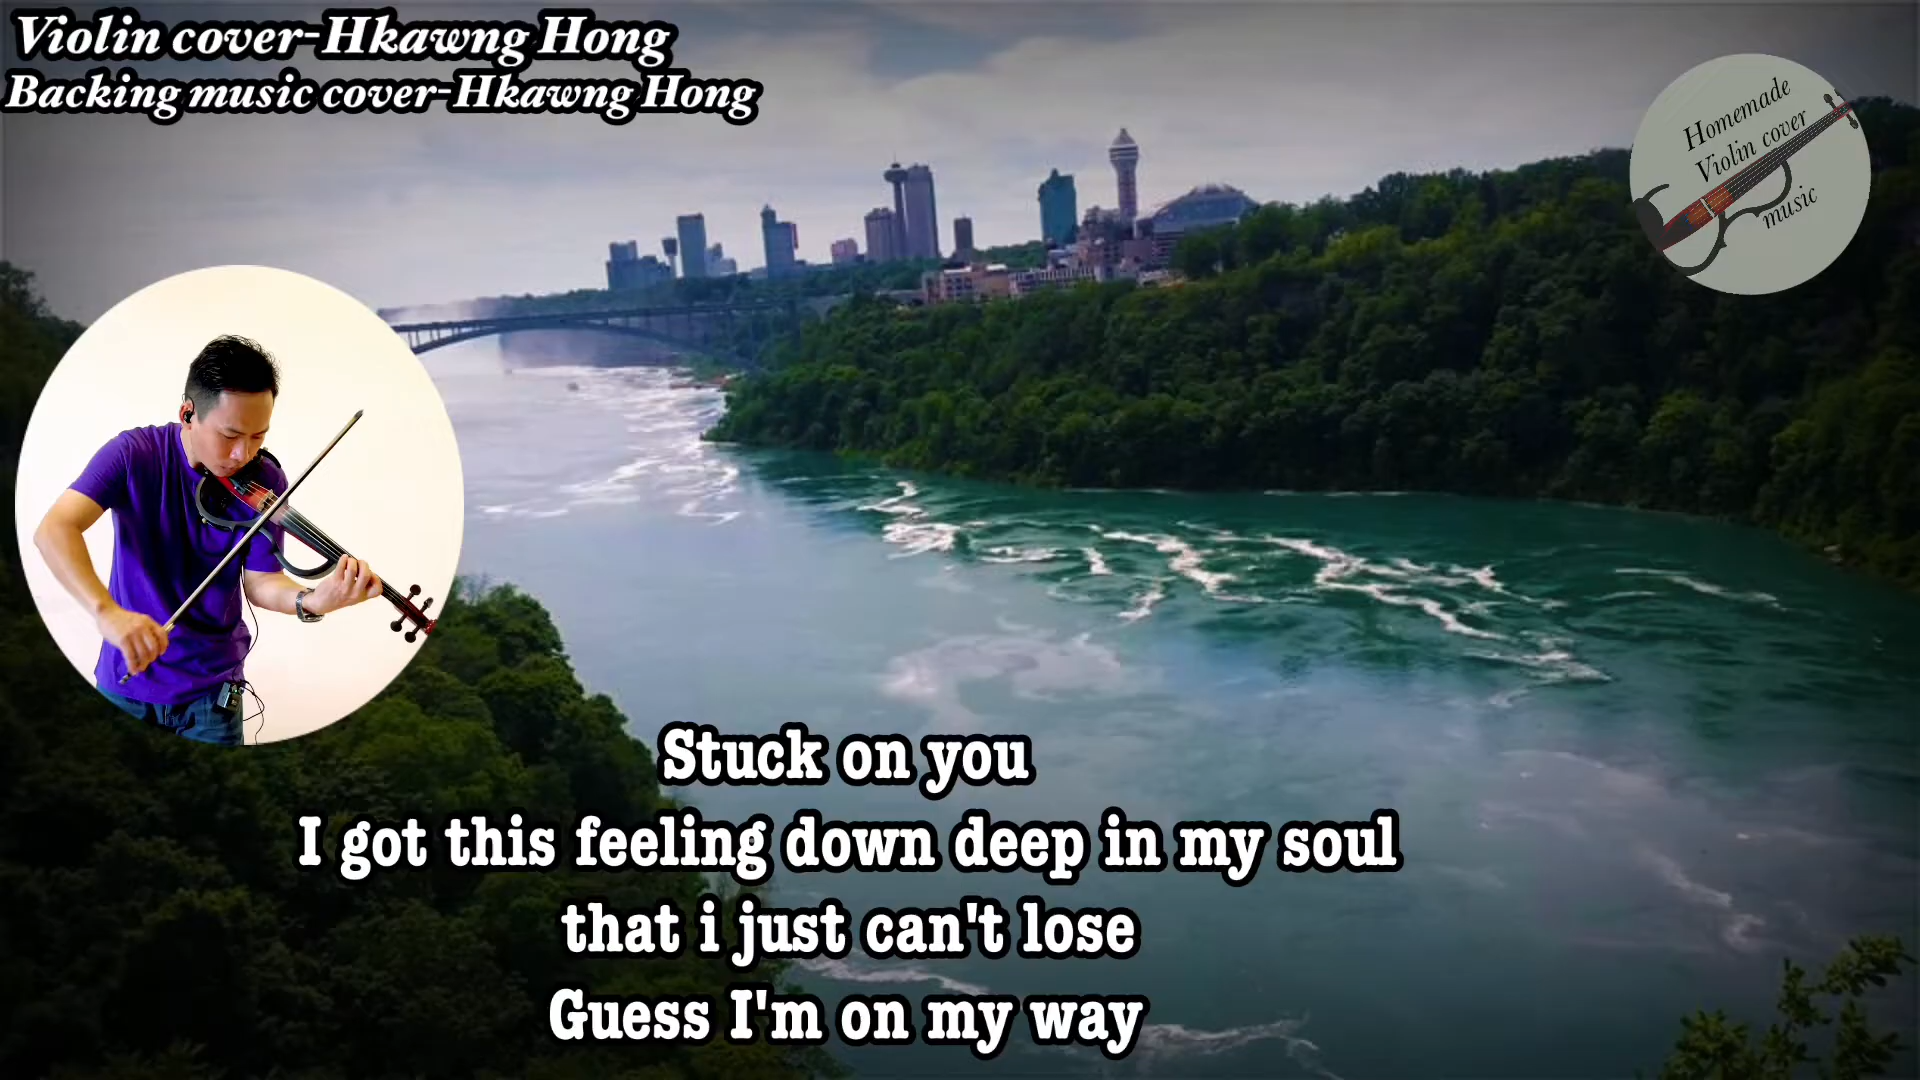 Violin cover-Hkawng Hong
Backing music cover-Hkawng Hong
Homemade
Violin cover
music
Stuck on you
I got this feeling down deep in my soul
that i just can't lose
Guess I'm on my way